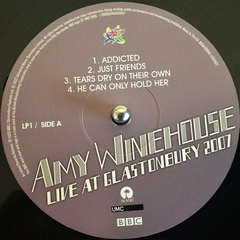 1. ADDICTED
2. JUST FRIENDS
3. TEARS DRY ON THEIR OWN
4. HE CAN ONLY HOLD HER
LP1 / SIDE A
AMY WINEHOUSE
LIVE AT GLASTONBURY 2007
ISLAND
UMC
BBC